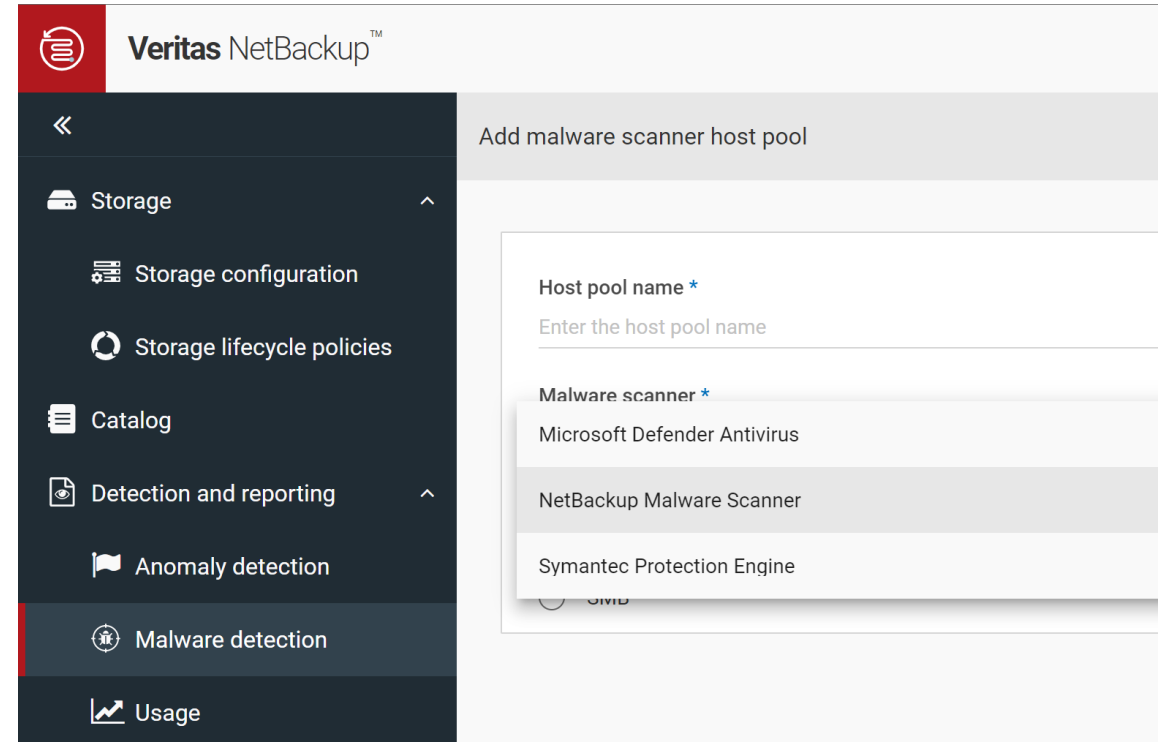 Veritas NetBackup™
Add malware scanner host pool
Storage
Storage configuration
Storage lifecycle policies
Catalog
Detection and reporting
Anomaly detection
Malware detection
Usage
Host pool name *
Enter the host pool name
Malware scanner *
Microsoft Defender Antivirus
NetBackup Malware Scanner
Symantec Protection Engine
SMB